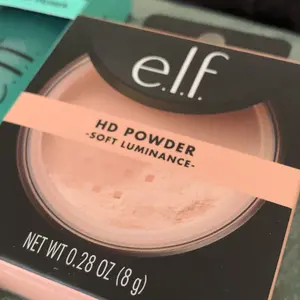 e.l.f.
HD POWDER
-SOFT LUMINANCE-
NET WT 0.28 OZ (8 g)